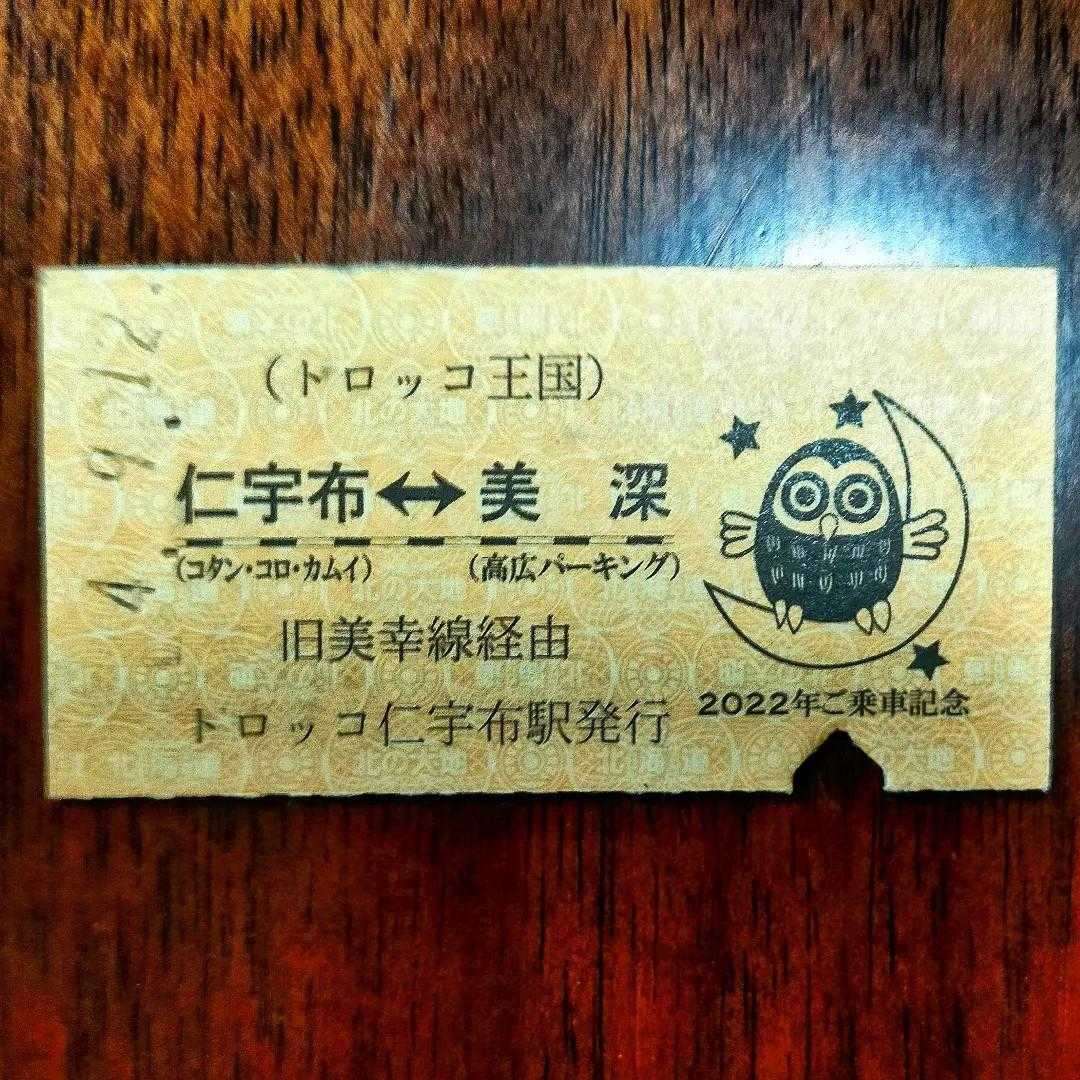 4. 9. 12.
(トロッコ王国)
仁宇布↔美 深
(コタン・コロ・カムイ) (高広パーキング)
旧美幸線経由
トロッコ仁宇布駅発行
2022年ご乗車記念